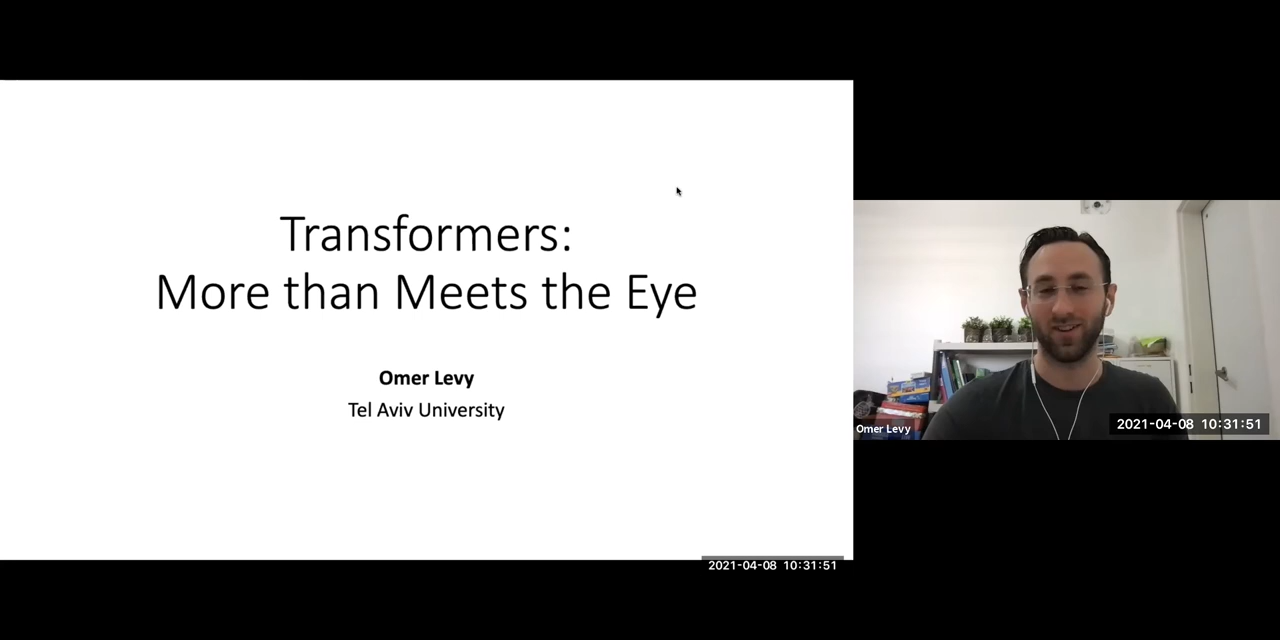 Transformers:
More than Meets the Eye
Omer Levy
Tel Aviv University
2021-04-08 10:31:51
Omer Levy
2021-04-08 10:31:51